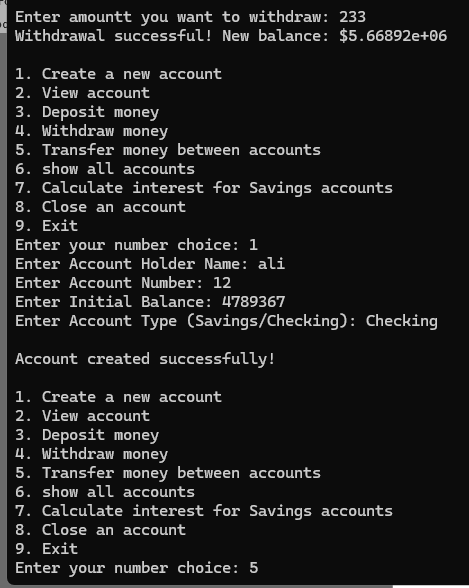 Enter amountt you want to withdraw: 233
Withdrawal successful! New balance: $5.66892e+06
1. Create a new account
2. View account
3. Deposit money
4. Withdraw money
5. Transfer money between accounts
6. show all accounts
7. Calculate interest for Savings accounts
8. Close an account
9. Exit
Enter your number choice: 1
Enter Account Holder Name: ali
Enter Account Number: 12
Enter Initial Balance: 4789367
Enter Account Type (Savings/Checking): Checking
Account created successfully!
1. Create a new account
2. View account
3. Deposit money
4. Withdraw money
5. Transfer money between accounts
6. show all accounts
7. Calculate interest for Savings accounts
8. Close an account
9. Exit
Enter your number choice: 5